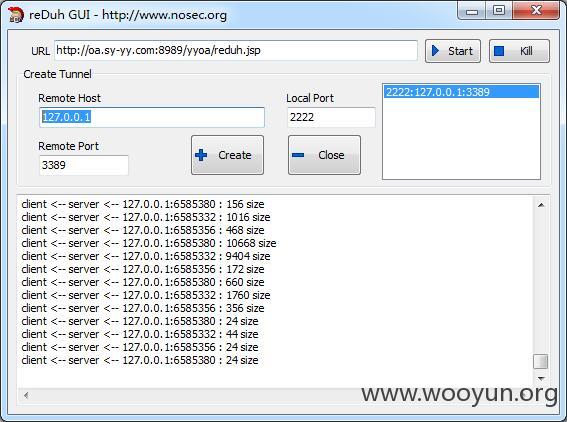 reDuh GUI - http://www.nosec.org
URL http://oa.sy-yy.com:8989/yyoa/reduh.jsp Start Kill
Create Tunnel
Remote Host Local Port
127.0.0.1 2222
2222:127.0.0.1:3389
Remote Port
3389
Create Close
client <-- server <-- 127.0.0.1:6585380 : 156 size
client <-- server <-- 127.0.0.1:6585332 : 1016 size
client <-- server <-- 127.0.0.1:6585356 : 468 size
client <-- server <-- 127.0.0.1:6585380 : 10668 size
client <-- server <-- 127.0.0.1:6585332 : 9404 size
client <-- server <-- 127.0.0.1:6585356 : 172 size
client <-- server <-- 127.0.0.1:6585380 : 660 size
client <-- server <-- 127.0.0.1:6585332 : 1760 size
client <-- server <-- 127.0.0.1:6585356 : 356 size
client <-- server <-- 127.0.0.1:6585380 : 24 size
client <-- server <-- 127.0.0.1:6585332 : 44 size
client <-- server <-- 127.0.0.1:6585356 : 24 size
client <-- server <-- 127.0.0.1:6585380 : 24 size
www.wooyun.org